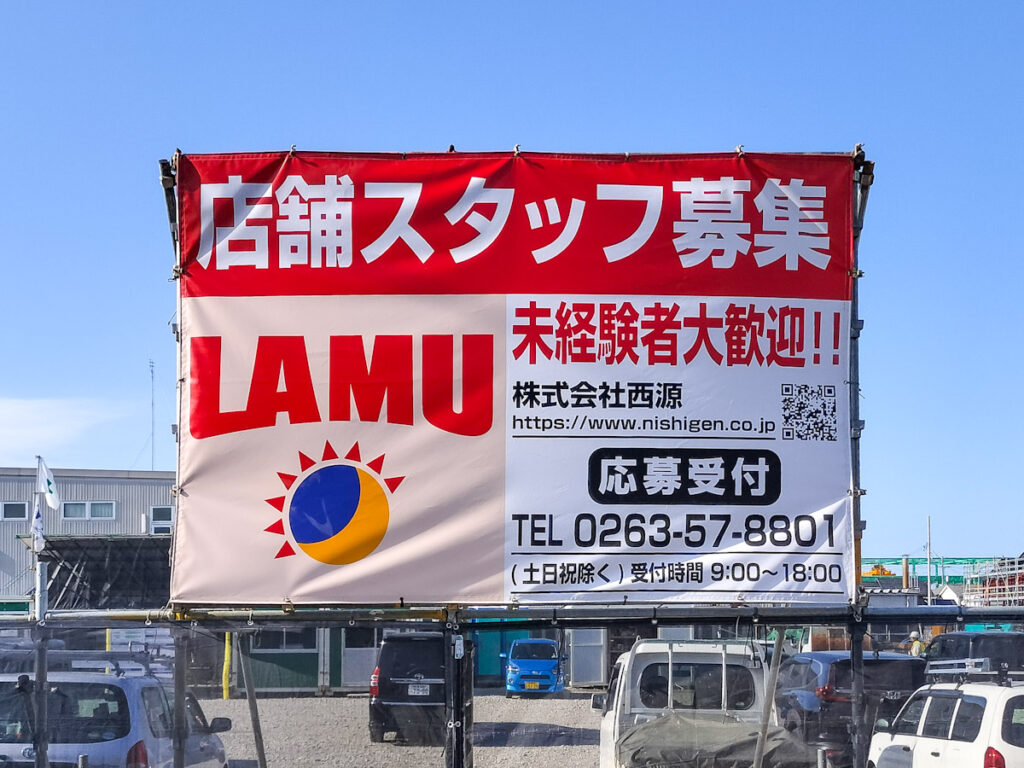 店舗スタッフ募集
LAMU
未経験者大歓迎!!
株式会社西源
https://www.nishigen.co.jp
応募受付
TEL 0263-57-8801
(土日祝除く) 受付時間 9:00～18:00